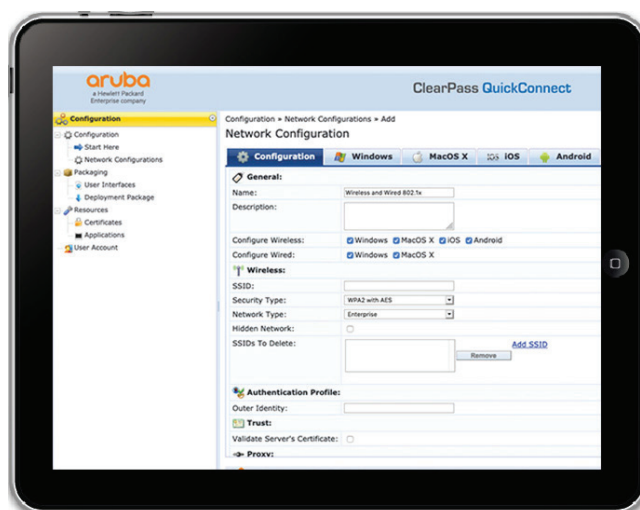 aruba
a Hewlett Packard
Enterprise company
ClearPass QuickConnect
Configuration
Configuration
Start Here
Network Configurations
Packaging
User Interfaces
Deployment Package
Resources
Certificates
Applications
User Account
Configuration » Network Configurations » Add
Network Configuration
Configuration Windows MacOS X iOS iOS Android
General:
Name: Wireless and Wired 802.1x
Description:
Configure Wireless: Windows MacOS X iOS Android
Configure Wired: Windows MacOS X
Wireless:
SSID:
Security Type: WPA2 with AES
Network Type: Enterprise
Hidden Network:
SSIDs To Delete: Add SSID
Remove
Authentication Profile:
Outer Identity:
Trust:
Validate Server's Certificate:
Proxy: